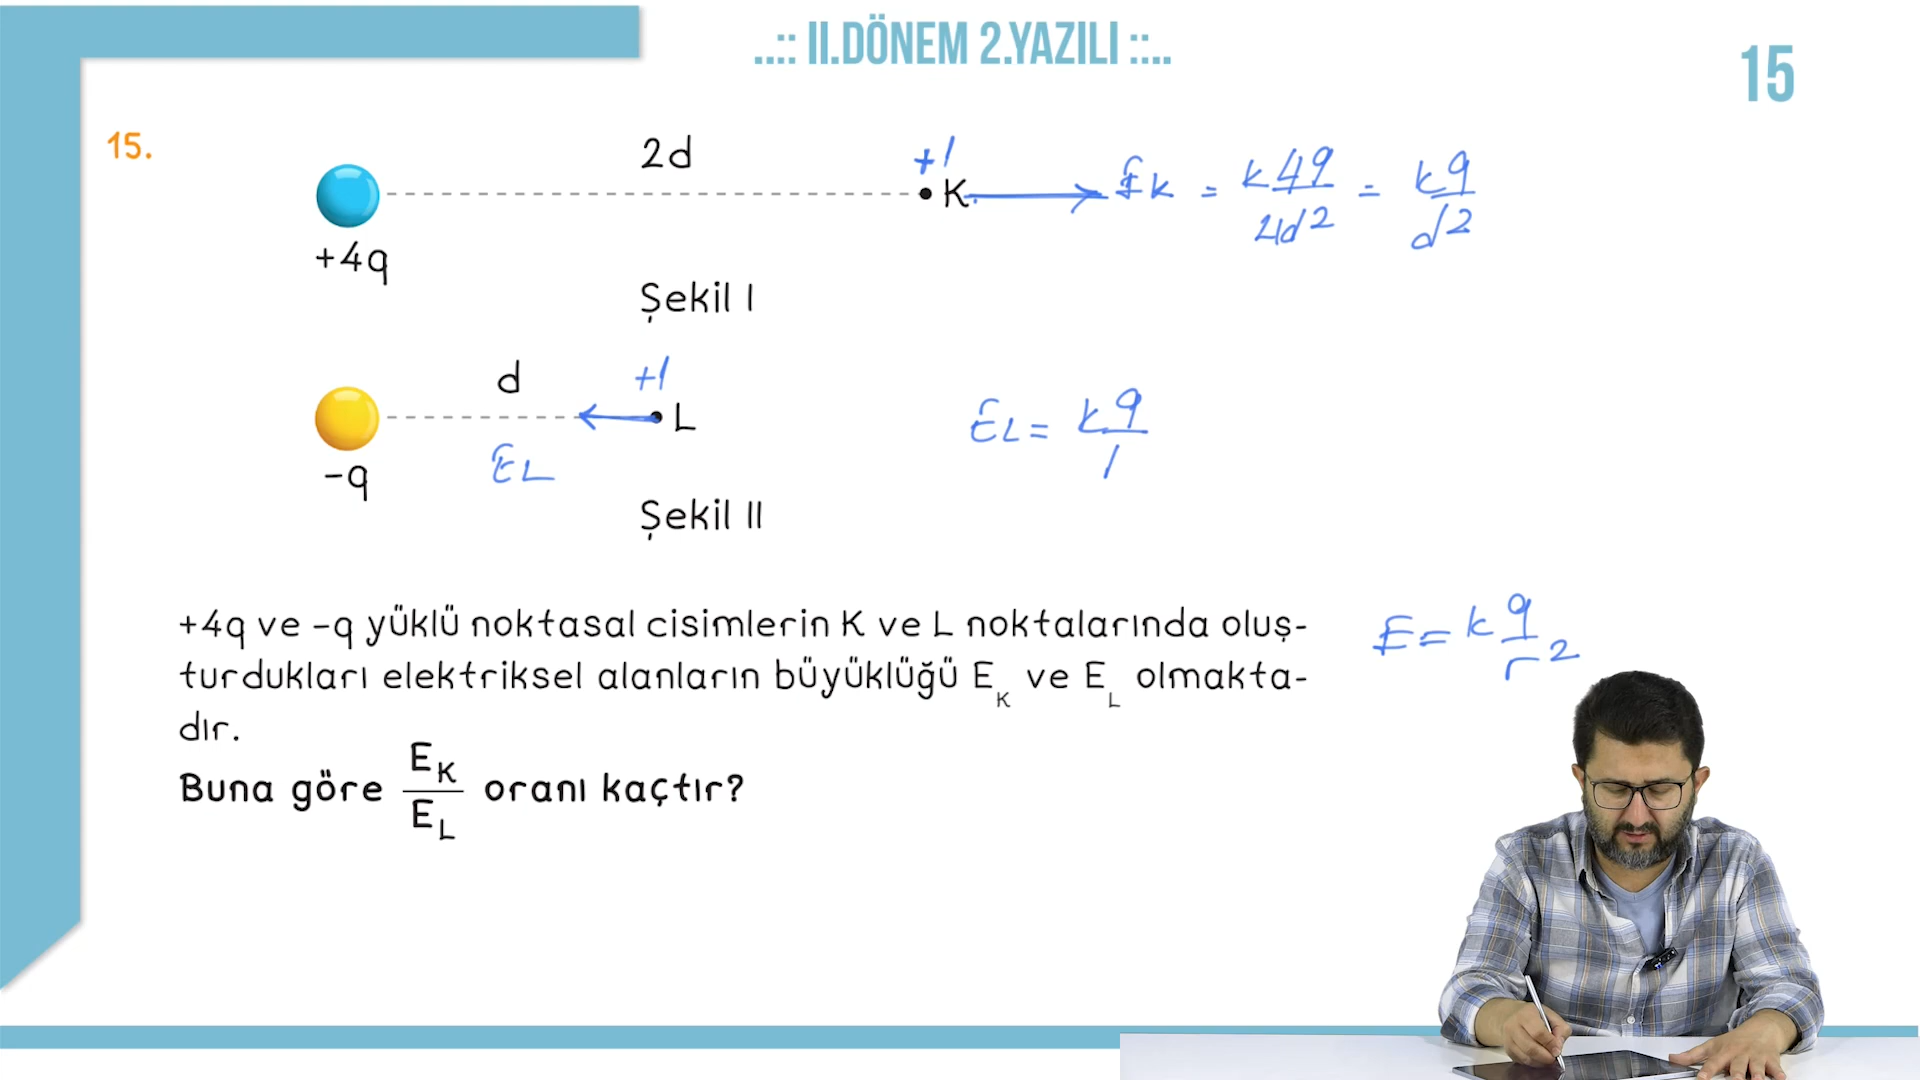 ..:: II.DÖNEM 2.YAZILI ::..
15
15.
2d
+1
K
EK = k4q/4d2 = kq/d2
+4q
Şekil I
d
+1
L
EL = kq/
EL
-q
Şekil II
+4q ve -q yüklü noktasal cisimlerin K ve L noktalarında oluş-
turdukları elektriksel alanların büyüklüğü EK ve EL olmakta-
dır.
E = k q/r2
Buna göre EK/EL oranı kaçtır?